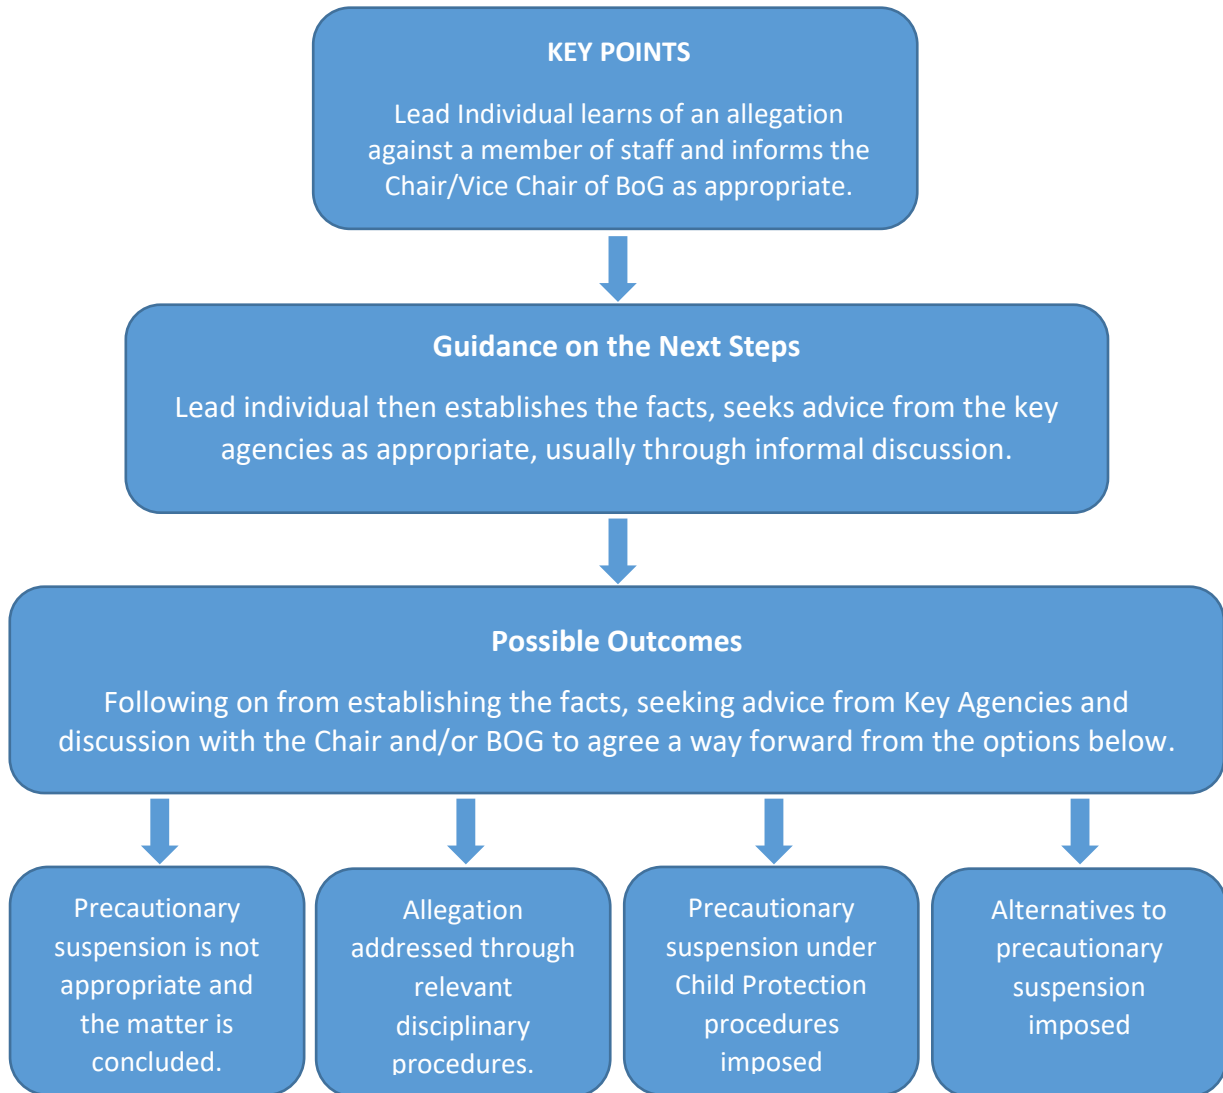 KEY POINTS
Lead Individual learns of an allegation
against a member of staff and informs the
Chair/Vice Chair of BoG as appropriate.
Guidance on the Next Steps
Lead individual then establishes the facts, seeks advice from the key
agencies as appropriate, usually through informal discussion.
Possible Outcomes
Following on from establishing the facts, seeking advice from Key Agencies and
discussion with the Chair and/or BOG to agree a way forward from the options below.
Precautionary
suspension is not
appropriate and
the matter is
concluded.
Allegation
addressed through
relevant
disciplinary
procedures.
Precautionary
suspension under
Child Protection
procedures
imposed
Alternatives to
precautionary
suspension
imposed